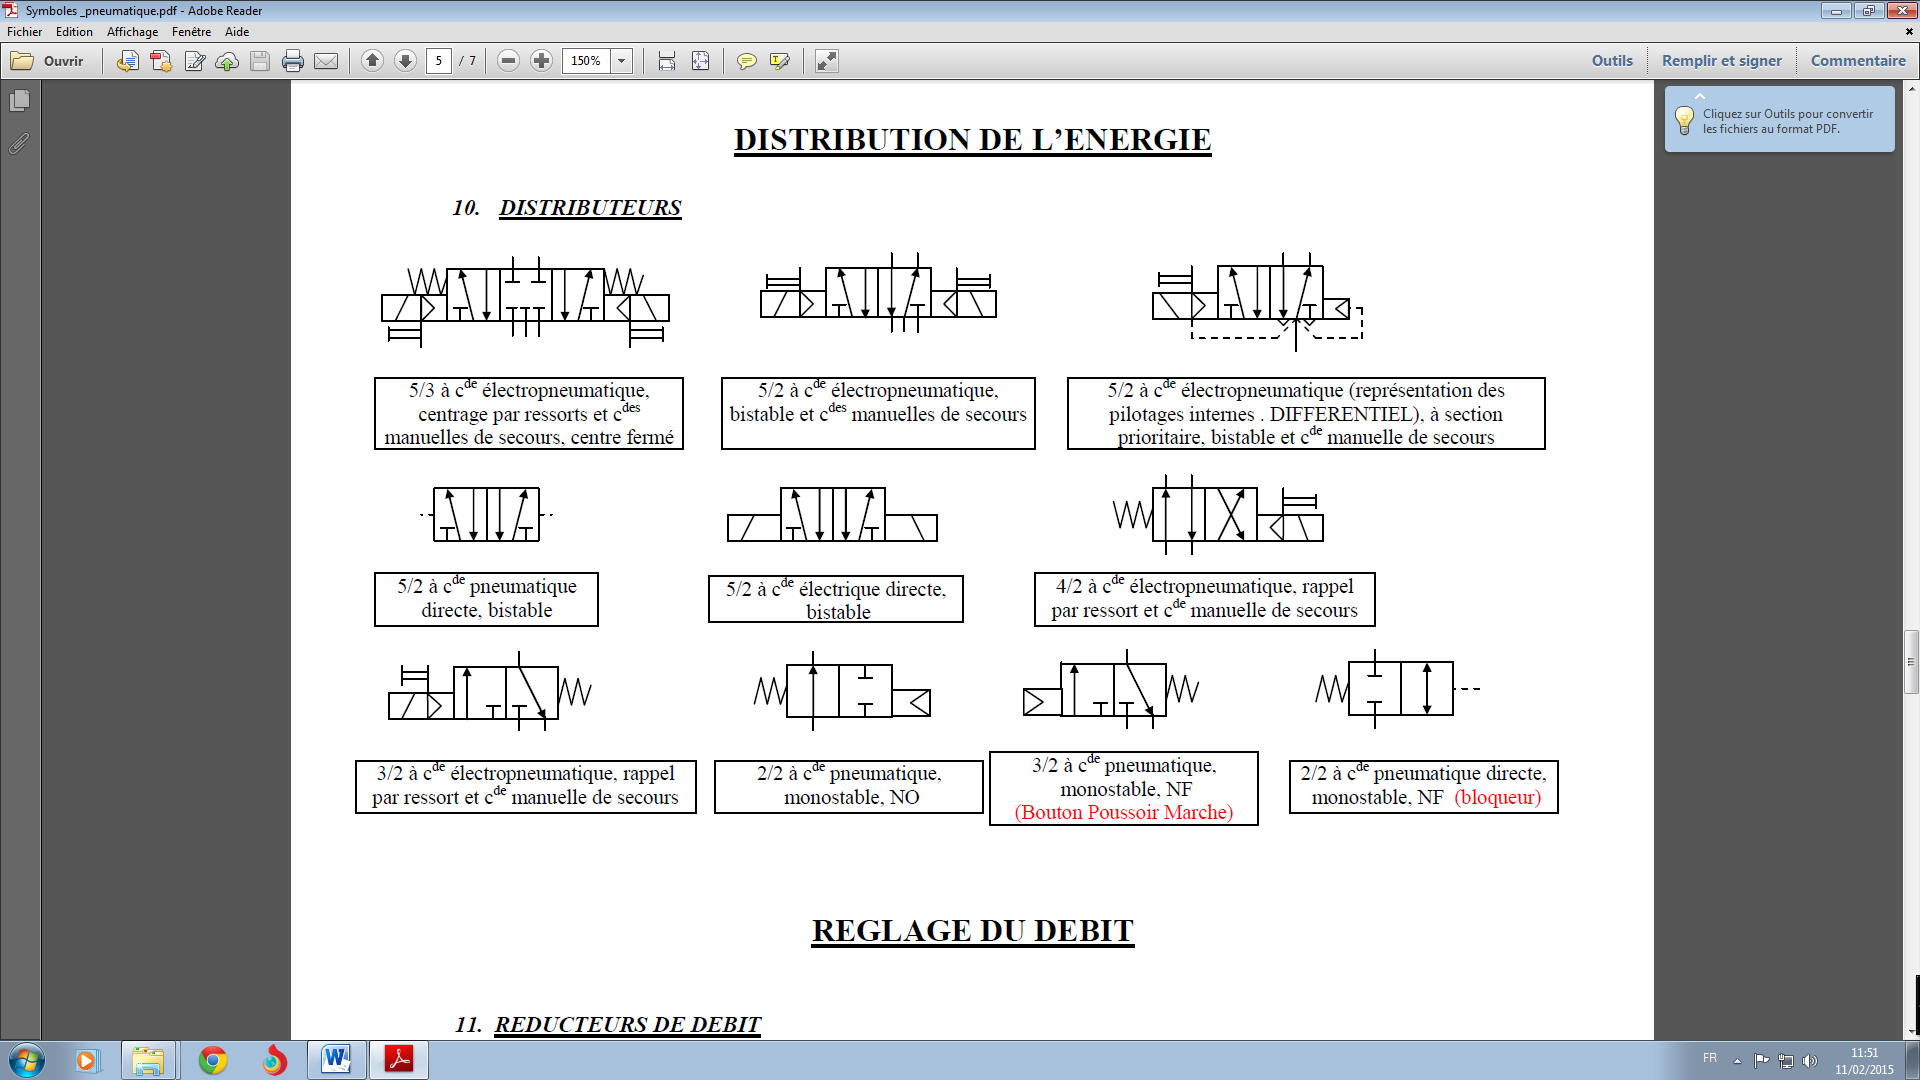 Symboles _pneumatique.pdf - Adobe Reader
Fichier Edition Affichage Fenêtre Aide
Ouvrir 5 / 7 150% Outils Remplir et signer Commentaire
Cliquez sur Outils pour convertir
les fichiers au format PDF.
DISTRIBUTION DE L’ENERGIE
10. DISTRIBUTEURS
5/3 à cde électropneumatique,
centrage par ressorts et cdes
manuelles de secours, centre fermé
5/2 à cde électropneumatique,
bistable et cdes manuelles de secours
5/2 à cde électropneumatique (représentation des
pilotages internes . DIFFERENTIEL), à section
prioritaire, bistable et cde manuelle de secours
5/2 à cde pneumatique
directe, bistable
5/2 à cde électrique directe,
bistable
4/2 à cde électropneumatique, rappel
par ressort et cde manuelle de secours
3/2 à cde électropneumatique, rappel
par ressort et cde manuelle de secours
2/2 à cde pneumatique,
monostable, NO
3/2 à cde pneumatique,
monostable, NF
(Bouton Poussoir Marche)
2/2 à cde pneumatique directe,
monostable, NF (bloqueur)
REGLAGE DU DEBIT
11. REDUCTEURS DE DEBIT
FR
11:51
11/02/2015